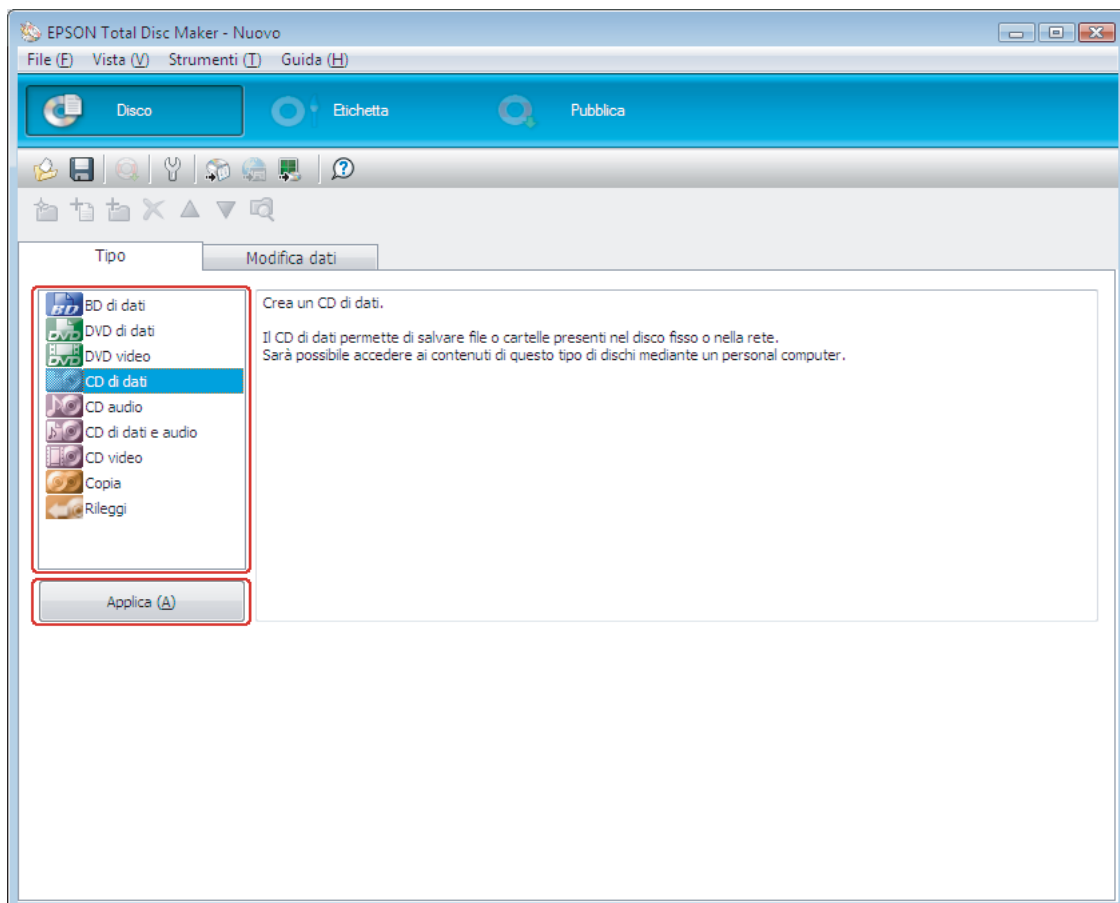 EPSON Total Disc Maker - Nuovo
File (F) Vista (V) Strumenti (T) Guida (H)
Disco Etichetta Pubblica
Tipo Modifica dati
BD BD di dati
DVD DVD di dati
DVD DVD video
CD di dati
CD audio
CD di dati e audio
CD video
Copia
Rileggi
Applica (A)
Crea un CD di dati.
Il CD di dati permette di salvare file o cartelle presenti nel disco fisso o nella rete.
Sarà possibile accedere ai contenuti di questo tipo di dischi mediante un personal computer.